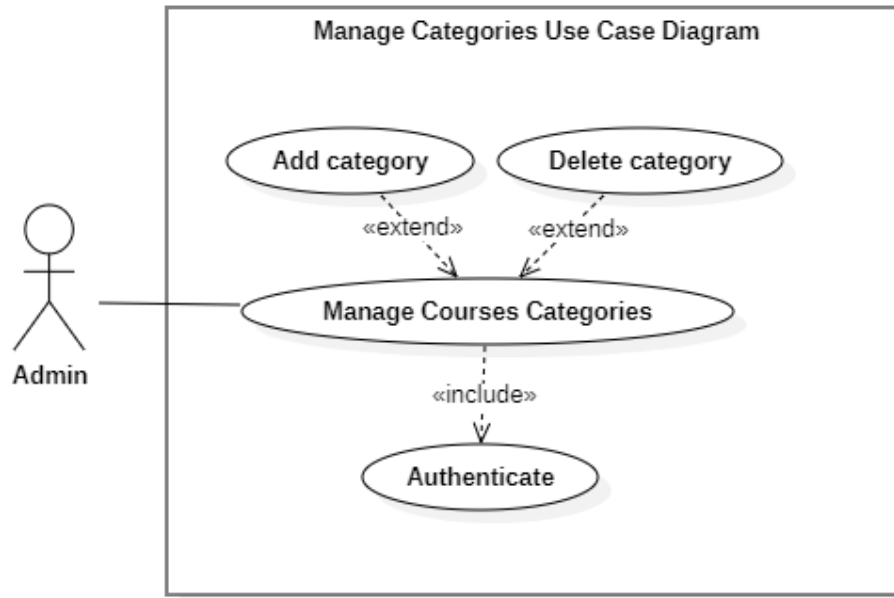 Manage Categories Use Case Diagram
Add category
Delete category
«extend»
«extend»
Manage Courses Categories
Admin
«include»
Authenticate